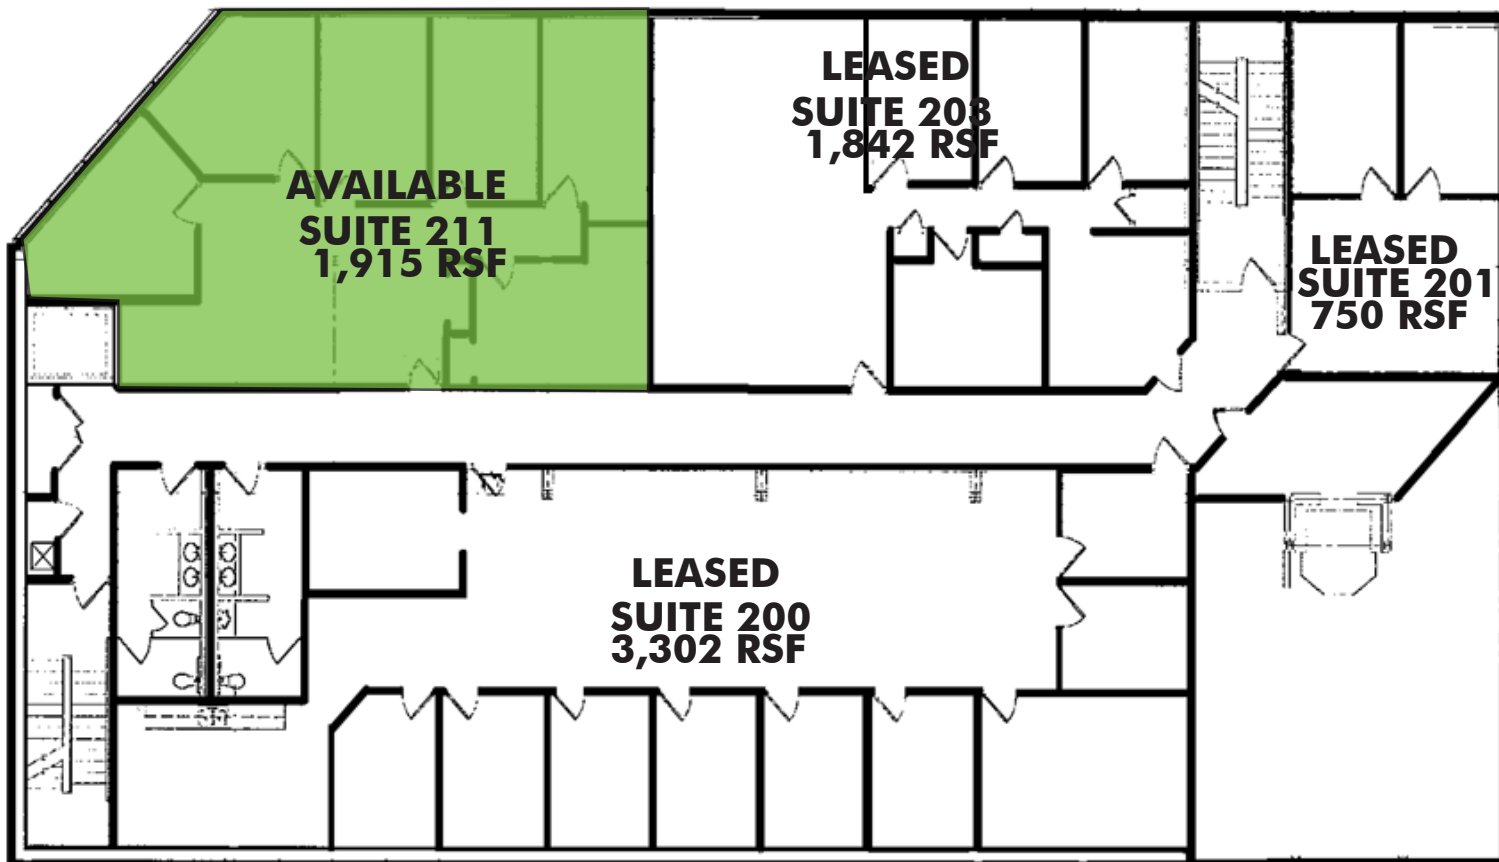 LEASED
SUITE 203
1,842 RSF
AVAILABLE
SUITE 211
1,915 RSF
LEASED
SUITE 201
750 RSF
LEASED
SUITE 200
3,302 RSF